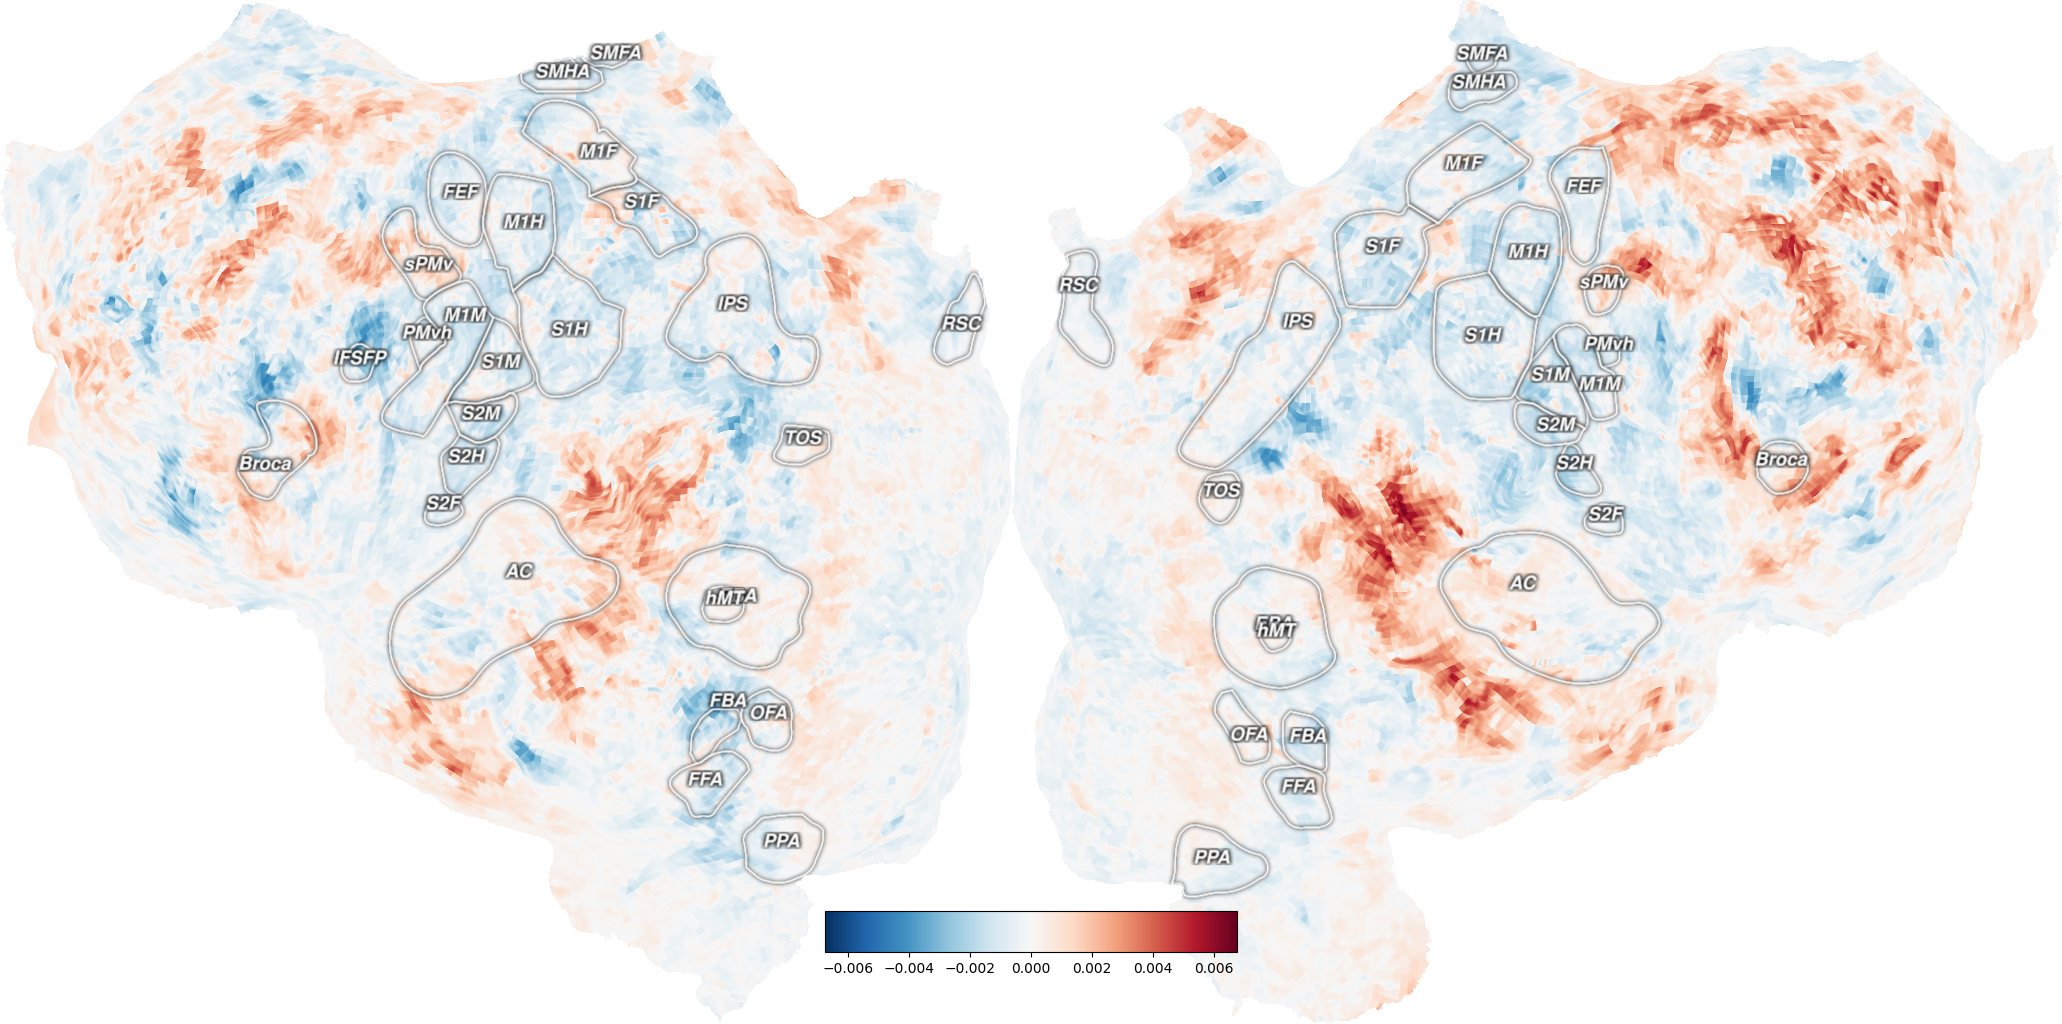 SMFA
SMHA
M1F
FEF
S1F
M1H
sPMv
IPS
M1M
RSC
PMvh
S1H
IFSFP
S1M
S2M
TOS
Broca
S2H
S2F
AC
hMT
FBA
OFA
FFA
PPA
SMFA
SMHA
M1F
FEF
S1F
M1H
RSC
sPMv
IPS
S1H
PMvh
S1M
M1M
S2M
Broca
S2H
TOS
S2F
AC
hMT
OFA
FBA
FFA
PPA
−0.006 −0.004 −0.002 0.000 0.002 0.004 0.006